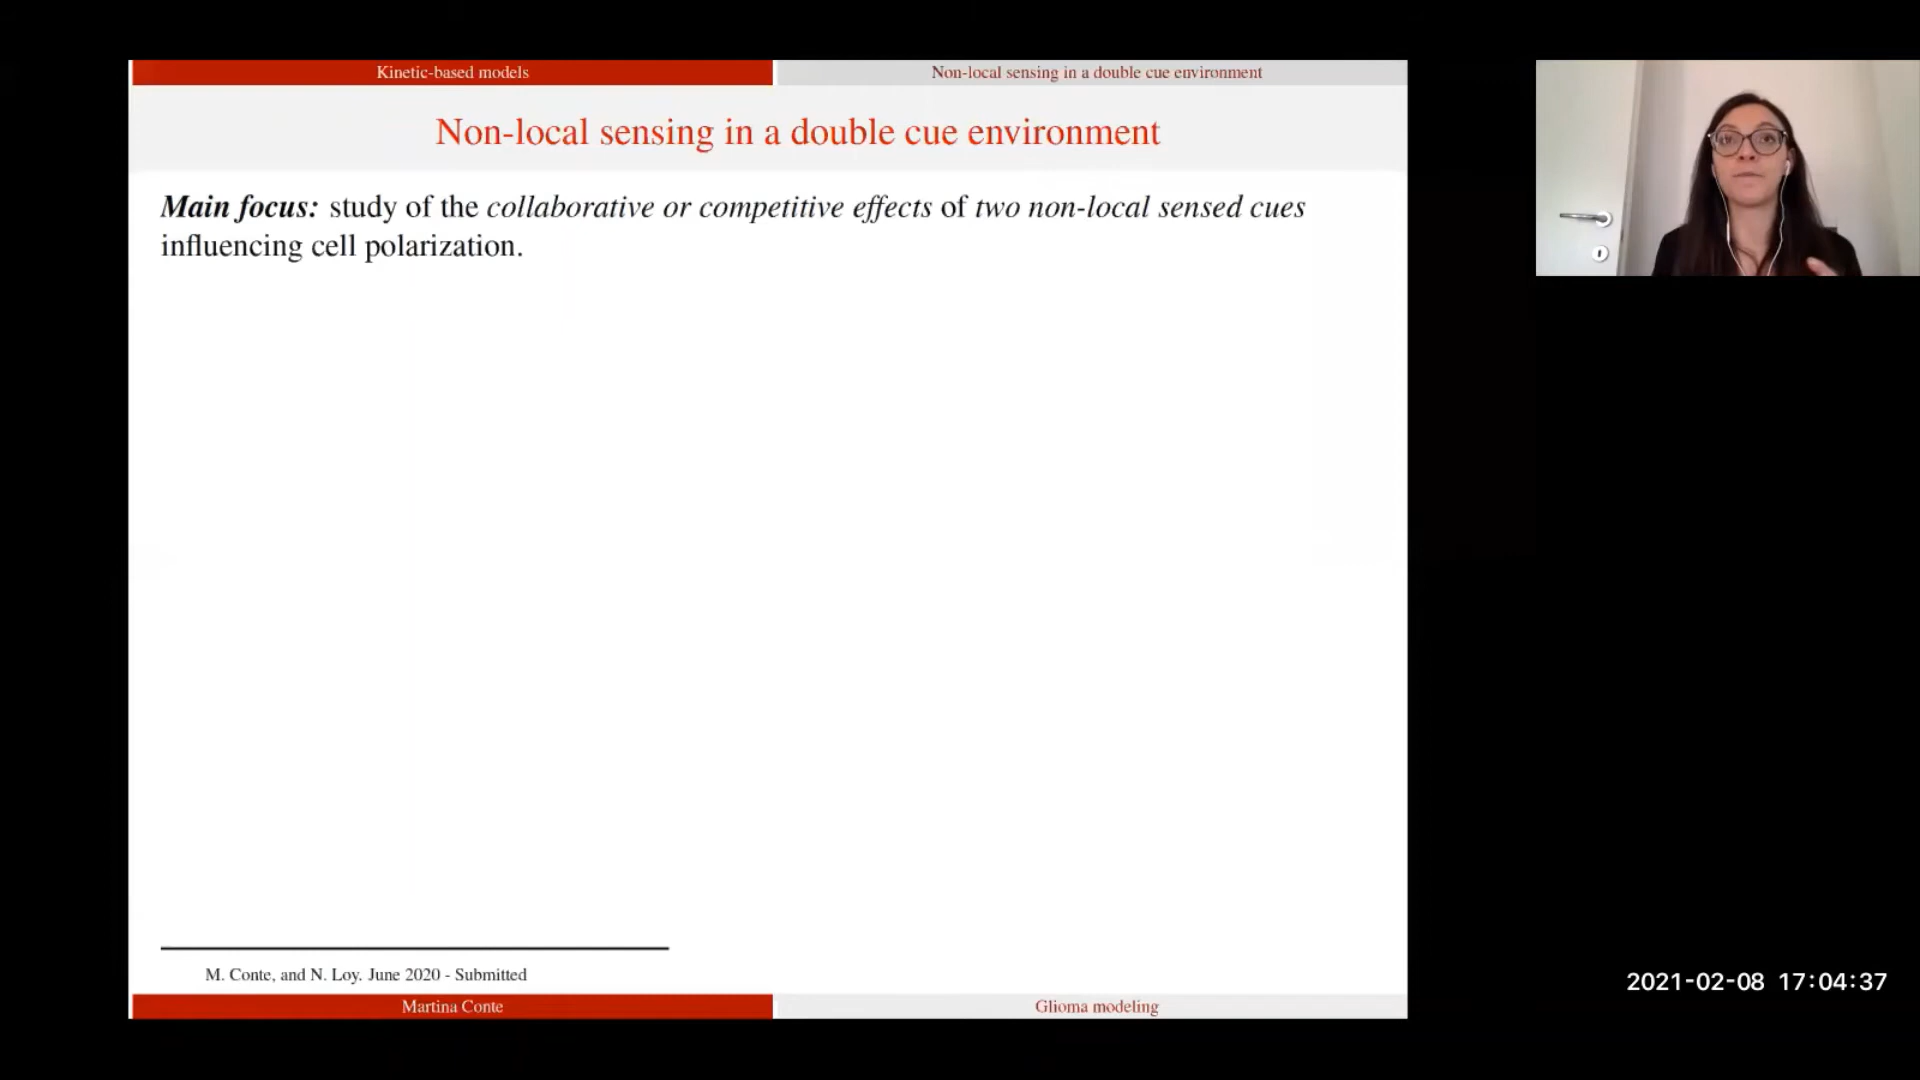 Kinetic-based models
Non-local sensing in a double cue environment
Non-local sensing in a double cue environment
Main focus: study of the collaborative or competitive effects of two non-local sensed cues
influencing cell polarization.
M. Conte, and N. Loy. June 2020 - Submitted
Martina Conte
Glioma modeling
2021-02-08 17:04:37